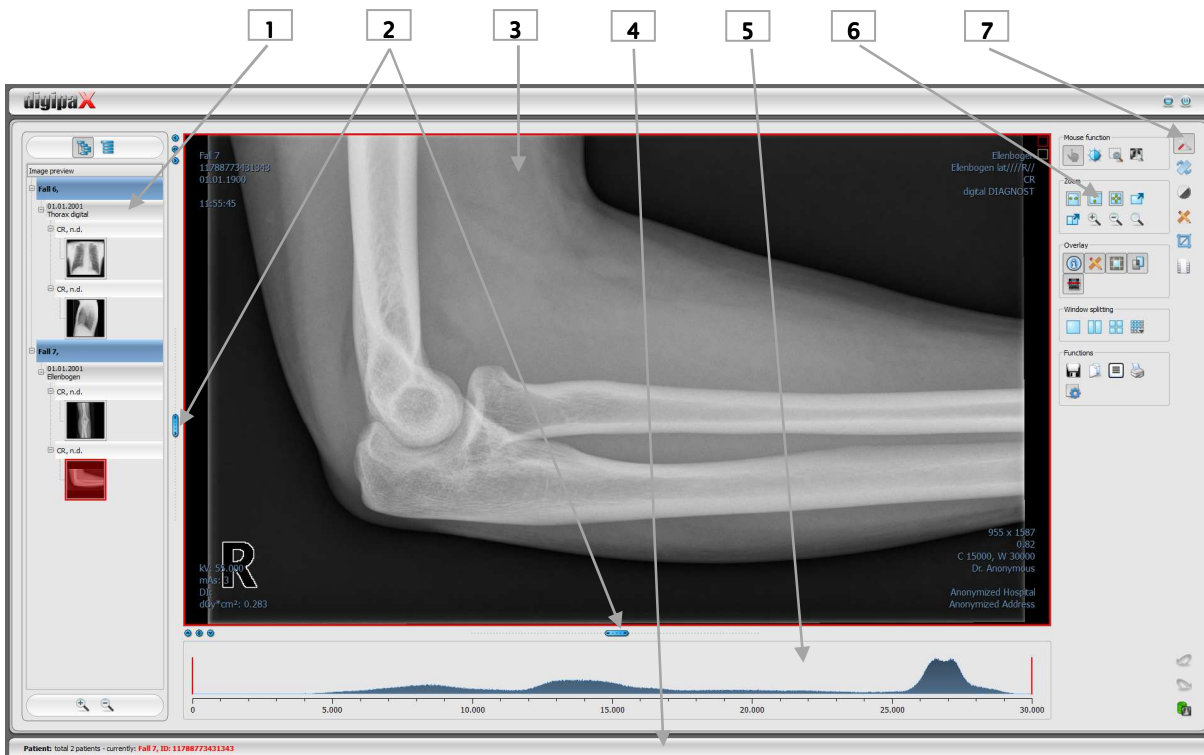 1 2 3 4 5 6 7
digipaX
Image preview
Fall 6,
01.01.2001
Thorax digital
CR, n.d.
CR, n.d.
Fall 7,
01.01.2001
Ellenbogen
CR, n.d.
CR, n.d.
Fall 7
11788773431343
01.01.1900
11:55:45
Ellenbogen
Ellenbogen lat////R//
CR
digital DIAGNOST
R
kV: 55.000
mAs: 3
DI:
dGy*cm²: 0.283
955 x 1587
0.82
C 15000, W 30000
Dr. Anonymous
Anonymized Hospital
Anonymized Address
0 5.000 10.000 15.000 20.000 25.000 30.000
Mouse function
Zoom
Overlay
Window splitting
Functions
Patient: total 2 patients - currently: Fall 7, ID: 11788773431343